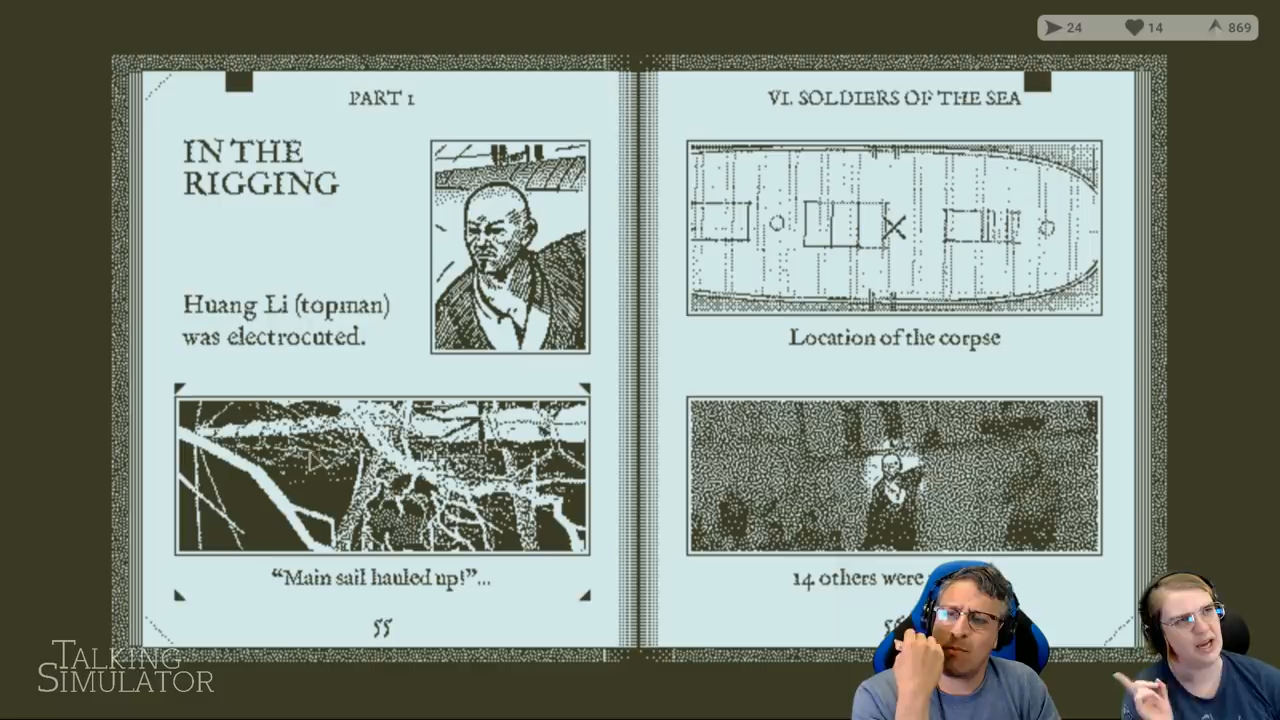 24 14 869
PART 1
IN THE
RIGGING
Huang Li (topman)
was electrocuted.
“Main sail hauled up!”...
55
VI. SOLDIERS OF THE SEA
Location of the corpse
14 others were
TALKING
SIMULATOR